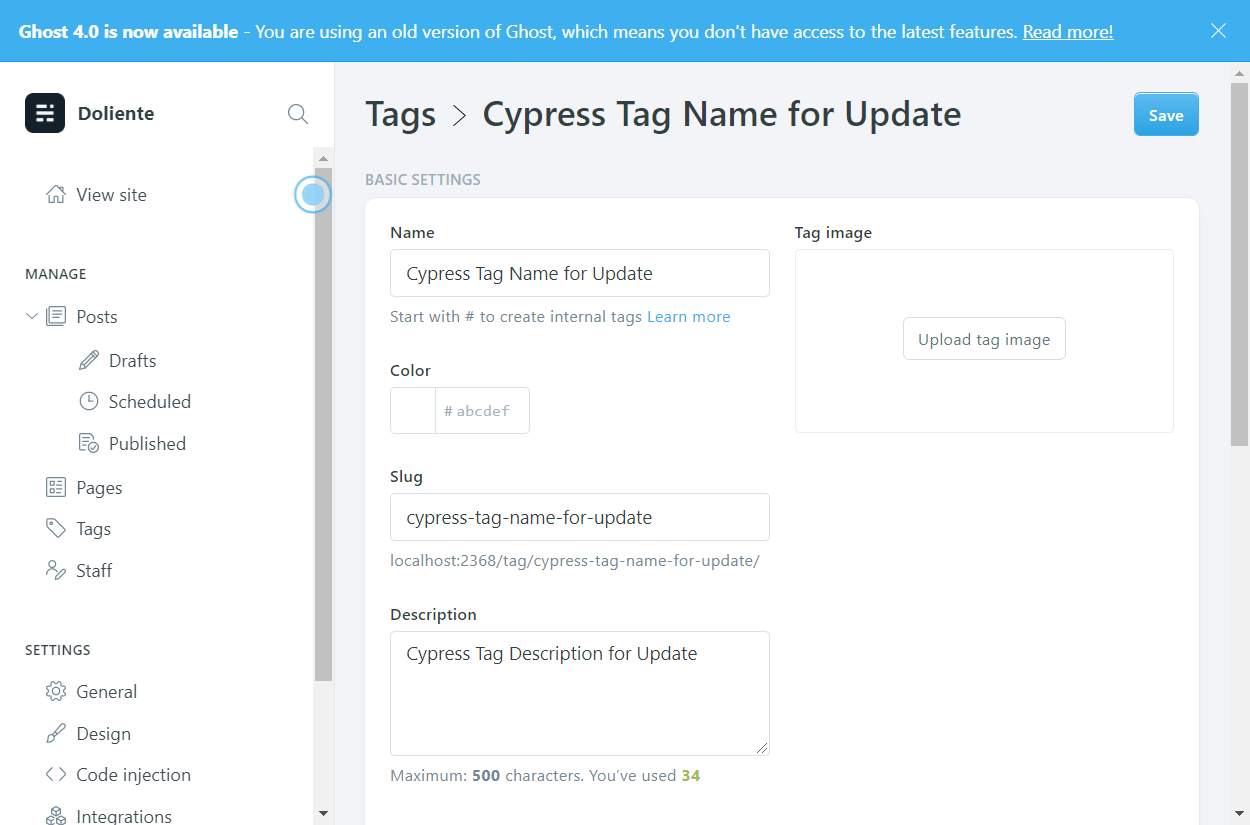 Ghost 4.0 is now available - You are using an old version of Ghost, which means you don't have access to the latest features. Read more!
Doliente
View site
MANAGE
Posts
Drafts
Scheduled
Published
Pages
Tags
Staff
SETTINGS
General
Design
Code injection
Integrations
Tags > Cypress Tag Name for Update
Save
BASIC SETTINGS
Name
Cypress Tag Name for Update
Start with # to create internal tags Learn more
Color
# abcdef
Slug
cypress-tag-name-for-update
localhost:2368/tag/cypress-tag-name-for-update/
Description
Cypress Tag Description for Update
Maximum: 500 characters. You’ve used 34
Tag image
Upload tag image